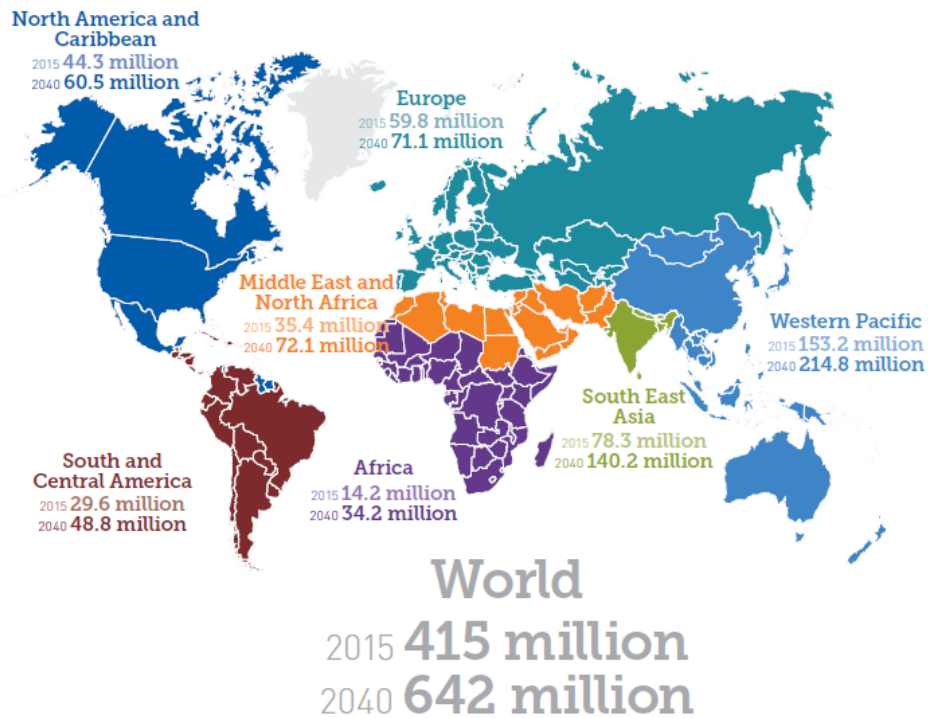 North America and
Caribbean
2015 44.3 million
2040 60.5 million
Europe
2015 59.8 million
2040 71.1 million
Middle East and
North Africa
2015 35.4 million
2040 72.1 million
Western Pacific
2015 153.2 million
2040 214.8 million
South East
Asia
2015 78.3 million
2040 140.2 million
South and
Central America
2015 29.6 million
2040 48.8 million
Africa
2015 14.2 million
2040 34.2 million
World
2015 415 million
2040 642 million